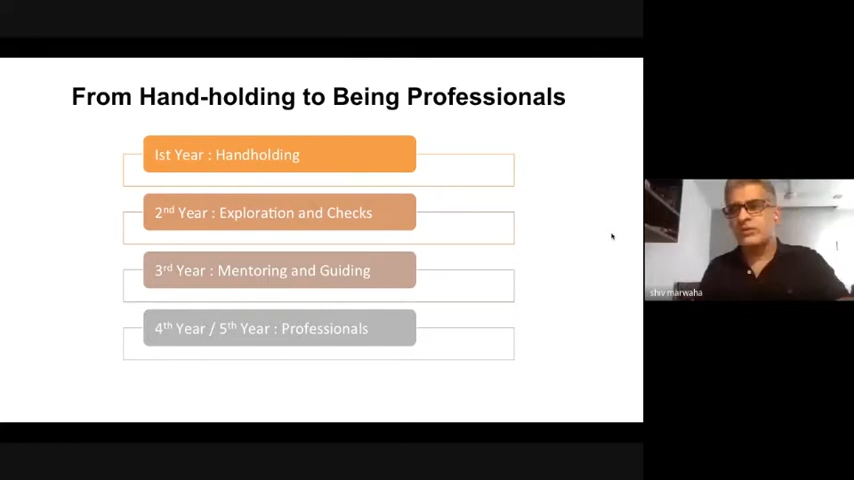 From Hand-holding to Being Professionals
Ist Year : Handholding
2nd Year : Exploration and Checks
3rd Year : Mentoring and Guiding
4th Year / 5th Year : Professionals
shiv marwaha